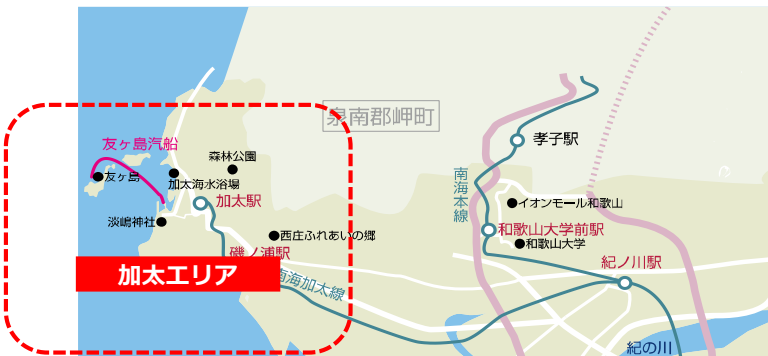 泉南郡岬町
友ヶ島汽船
孝子駅
森林公園
友ヶ島
加太海水浴場
南海本線
加太駅
イオンモール和歌山
淡嶋神社
和歌山大学前駅
西庄ふれあいの郷
和歌山大学
磯ノ浦駅
紀ノ川駅
加太エリア
南海加太線
紀の川